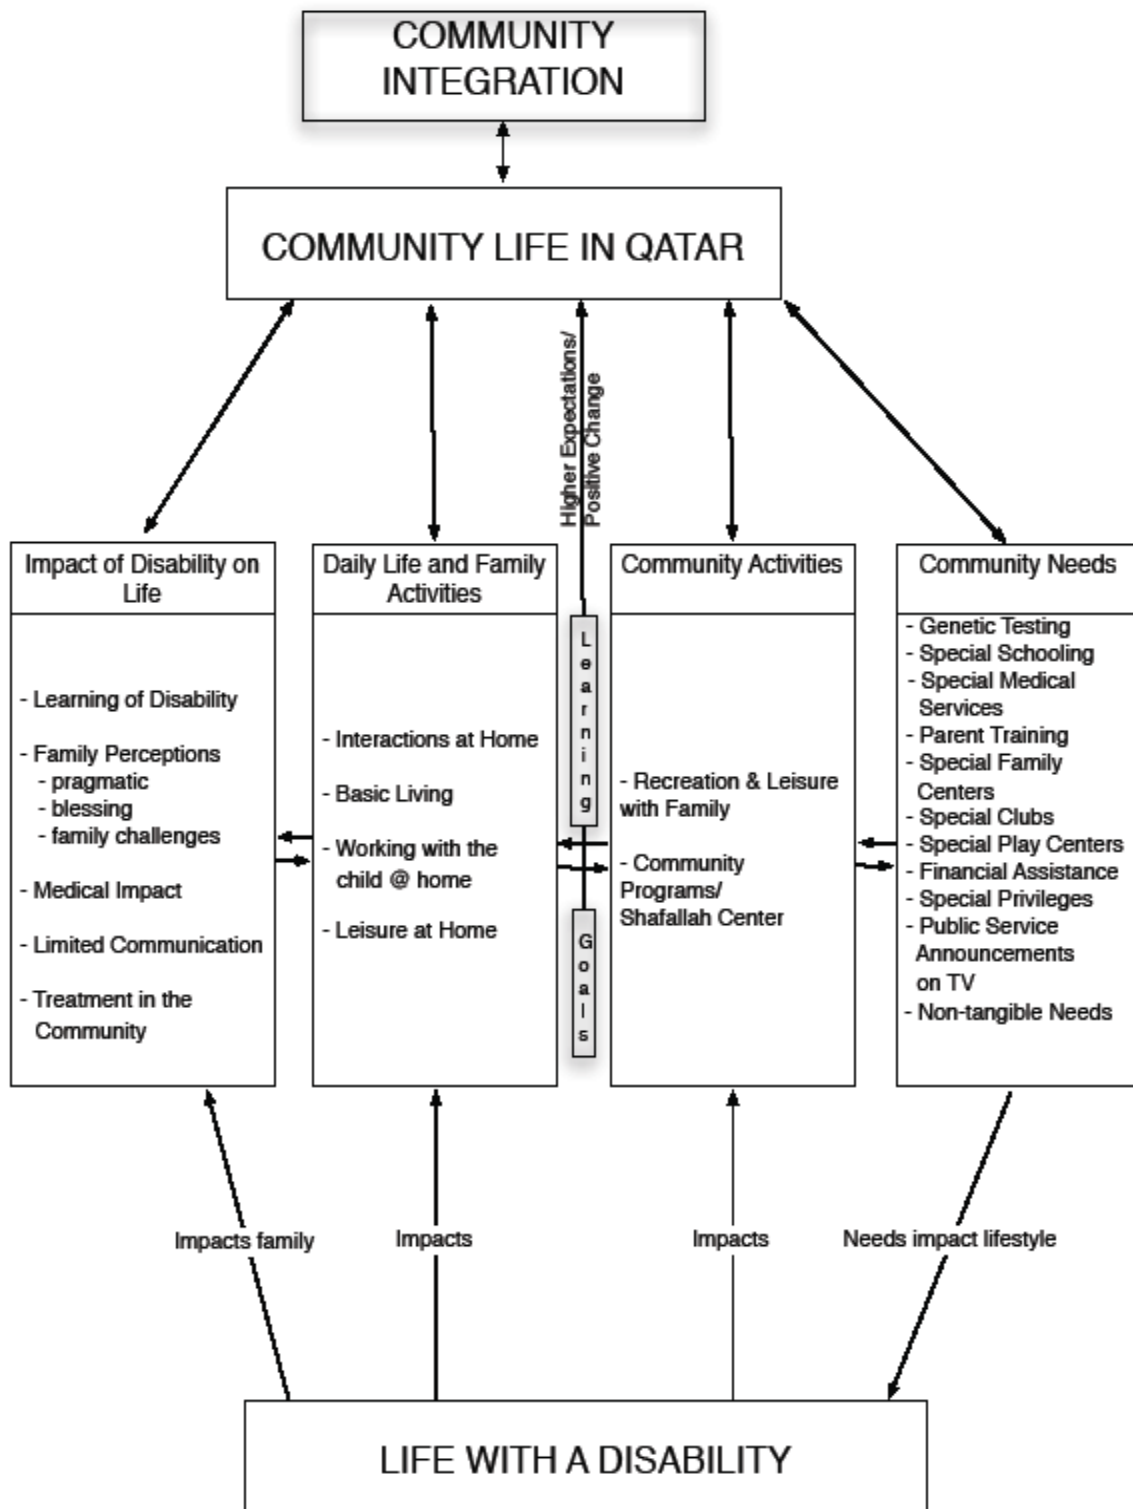 COMMUNITY
INTEGRATION
COMMUNITY LIFE IN QATAR
Higher Expectations/
Positive Change
Impact of Disability on
Life
- Learning of Disability
- Family Perceptions
- pragmatic
- blessing
- family challenges
- Medical Impact
- Limited Communication
- Treatment in the
Community
Daily Life and Family
Activities
- Interactions at Home
- Basic Living
- Working with the
child @ home
- Leisure at Home
Learning
Goals
Community Activities
- Recreation & Leisure
with Family
- Community
Programs/
Shafallah Center
Community Needs
- Genetic Testing
- Special Schooling
- Special Medical
Services
- Parent Training
- Special Family
Centers
- Special Clubs
- Special Play Centers
- Financial Assistance
- Special Privileges
- Public Service
Announcements
on TV
- Non-tangible Needs
Impacts family
Impacts
Impacts
Needs impact lifestyle
LIFE WITH A DISABILITY